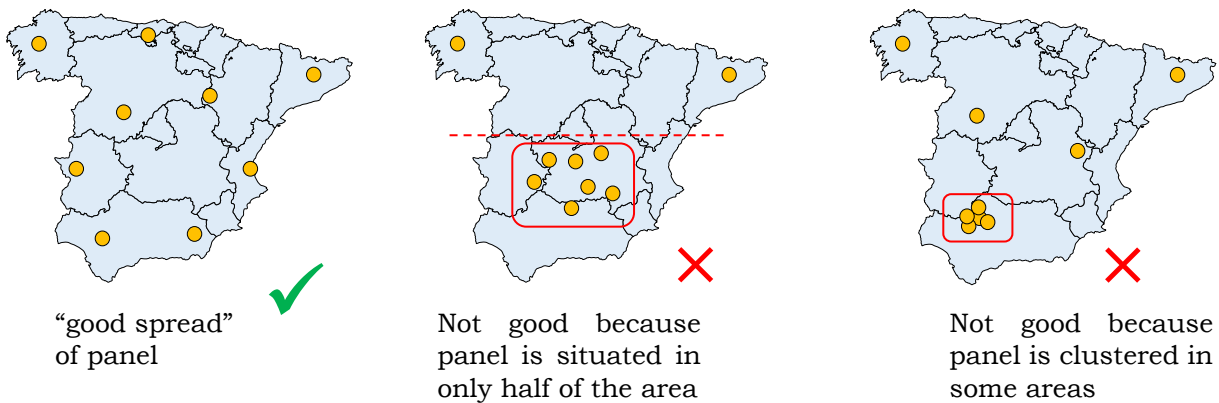 “good spread”
of panel
Not good because
panel is situated in
only half of the area
Not good because
panel is clustered in
some areas